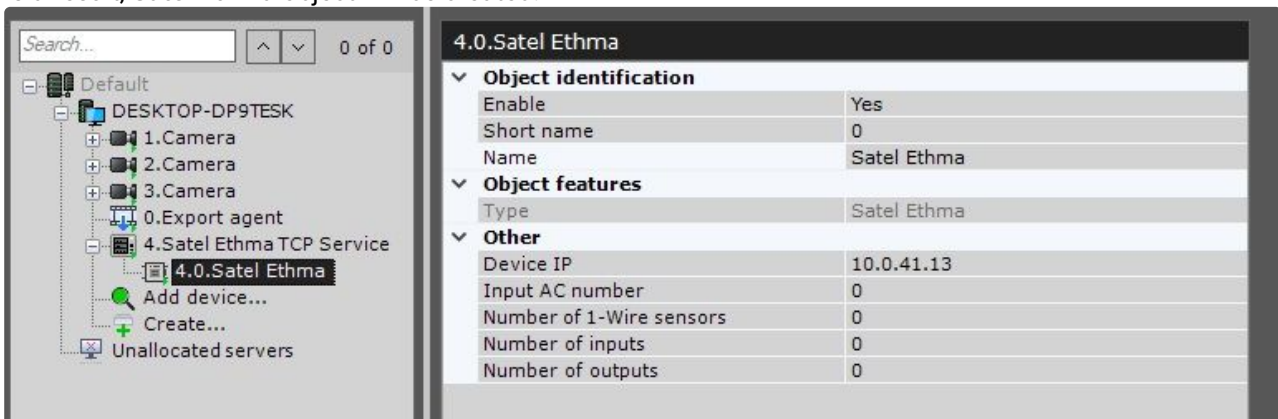 Search...
0 of 0
Default
DESKTOP-DP9TESK
1.Camera
2.Camera
3.Camera
0.Export agent
4.Satel Ethma TCP Service
4.0.Satel Ethma
Add device...
Create...
Unallocated servers
4.0.Satel Ethma
Object identification
Enable Yes
Short name 0
Name Satel Ethma
Object features
Type Satel Ethma
Other
Device IP 10.0.41.13
Input AC number 0
Number of 1-Wire sensors 0
Number of inputs 0
Number of outputs 0